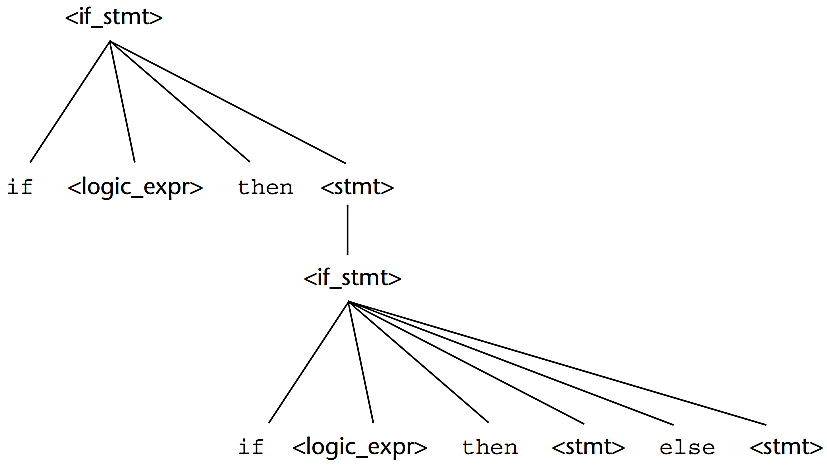 <if_stmt>
if <logic_expr> then <stmt>
<if_stmt>
if <logic_expr> then <stmt> else <stmt>